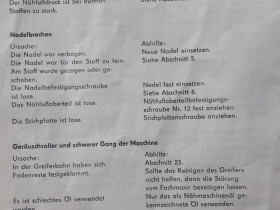 Der Nähfußdruck ist bei dünnen
Stoffen zu stark.
Nadelbrechen
Ursache:
Die Nadel war verbogen.
Die Nadel war für den Stoff zu fein.
Am Stoff wurde gezogen oder ge-
schoben.
Die Nadelbefestigungsschraube
ist lose.
Das Nähfußoberteil ist lose.
Die Stichplatte ist lose.
Abhilfe:
Neue Nadel einsetzen.
Siehe Abschnitt 5.
Nadel fest einsetzen.
Siehe Abschnitt 6.
Nähfußoberteilbefestigungs-
schraube Nr. 12 fest anziehen.
Stichplattenschraube anziehen.
Geräuschvoller und schwerer Gang der Maschine
Ursache:
In der Greiferbahn haben sich
Fadenreste festgeklemmt.
Es ist schlechtes Öl verwendet
Abhilfe:
Abschnitt 23.
Sollte das Reinigen des Greifers
nicht helfen, dann die Störung
vom Fachmann beseitigen lassen.
Nur das als Nähmaschinenöl ge-
kennzeichnete Öl verwenden.